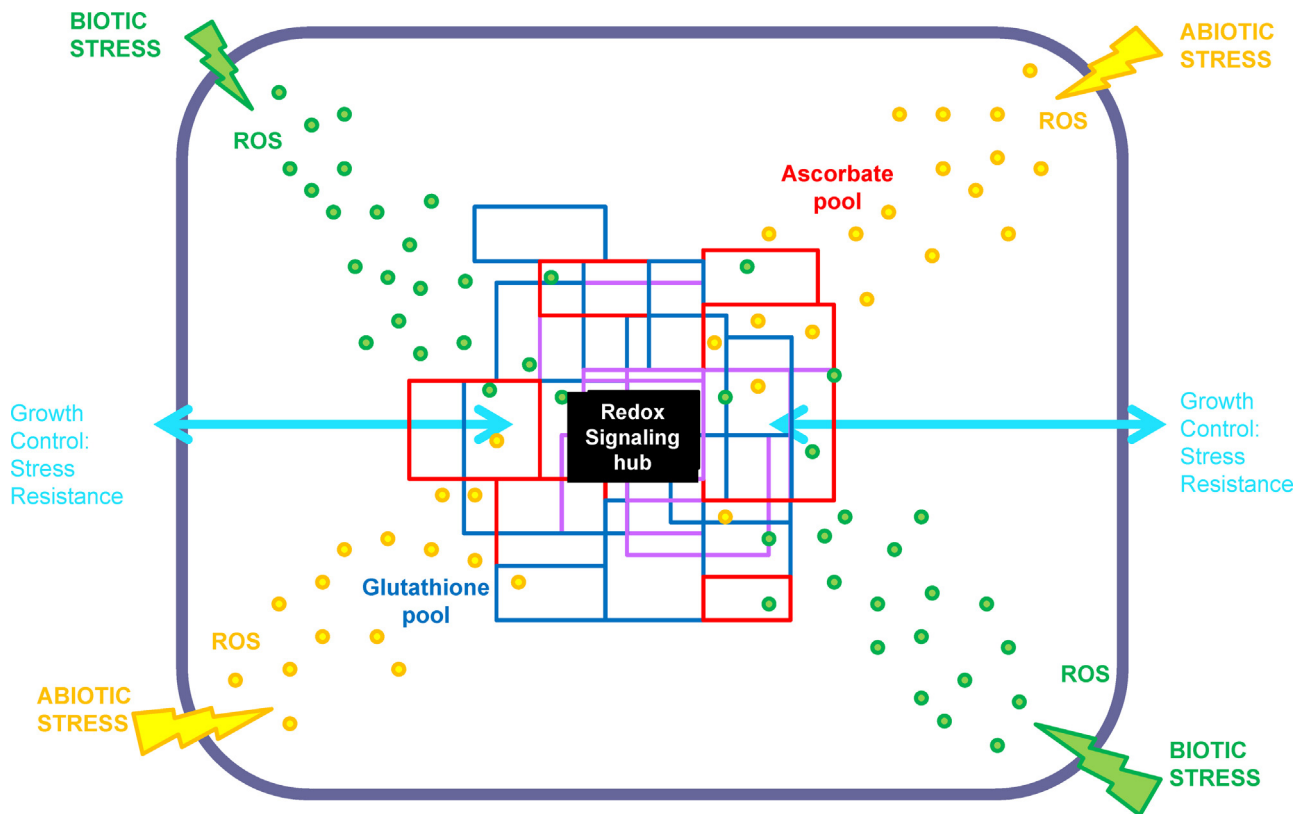 BIOTIC
STRESS
ABIOTIC
STRESS
ROS
ROS
Ascorbate
pool
Growth
Control:
Stress
Resistance
Redox
Signaling
hub
Growth
Control:
Stress
Resistance
Glutathione
pool
ROS
ROS
ABIOTIC
STRESS
BIOTIC
STRESS